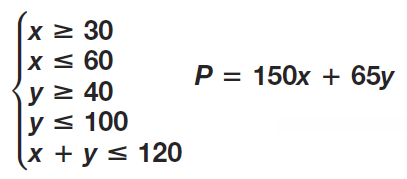 x ≥ 30
x ≤ 60
y ≥ 40
y ≤ 100
x + y ≤ 120
P = 150x + 65y